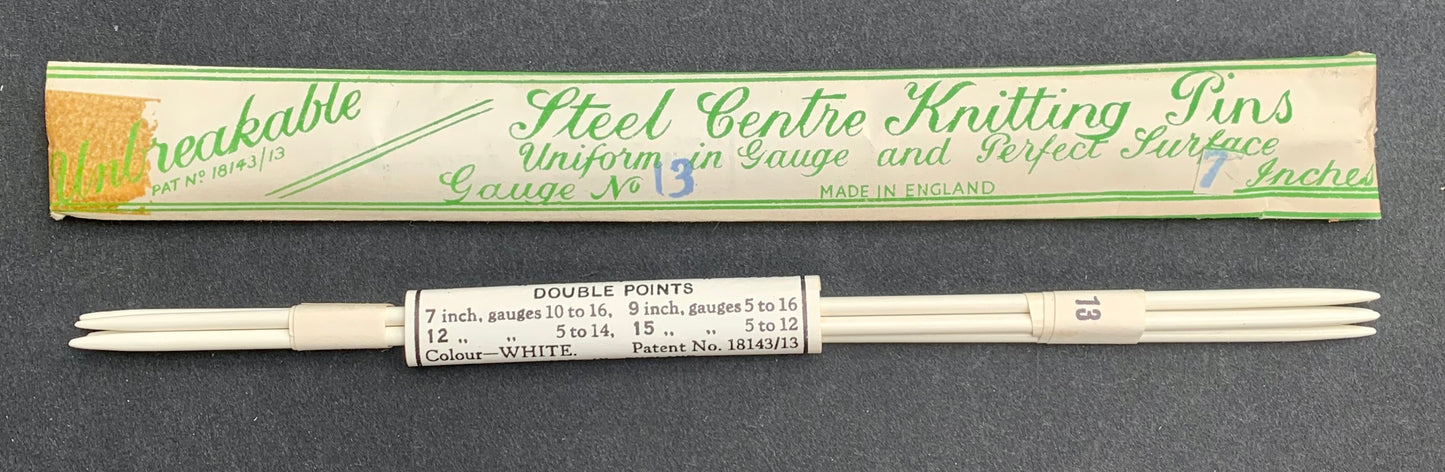 Unbreakable
PAT Nº 18143/13
Steel Centre Knitting Pins
Uniform in Gauge and Perfect Surface
Gauge Nº 13
MADE IN ENGLAND
7 Inches
DOUBLE POINTS
7 inch, gauges 10 to 16, 9 inch, gauges 5 to 16
12 „ „ 5 to 14, 15 „ „ 5 to 12
Colour—WHITE. Patent No. 18143/13
13